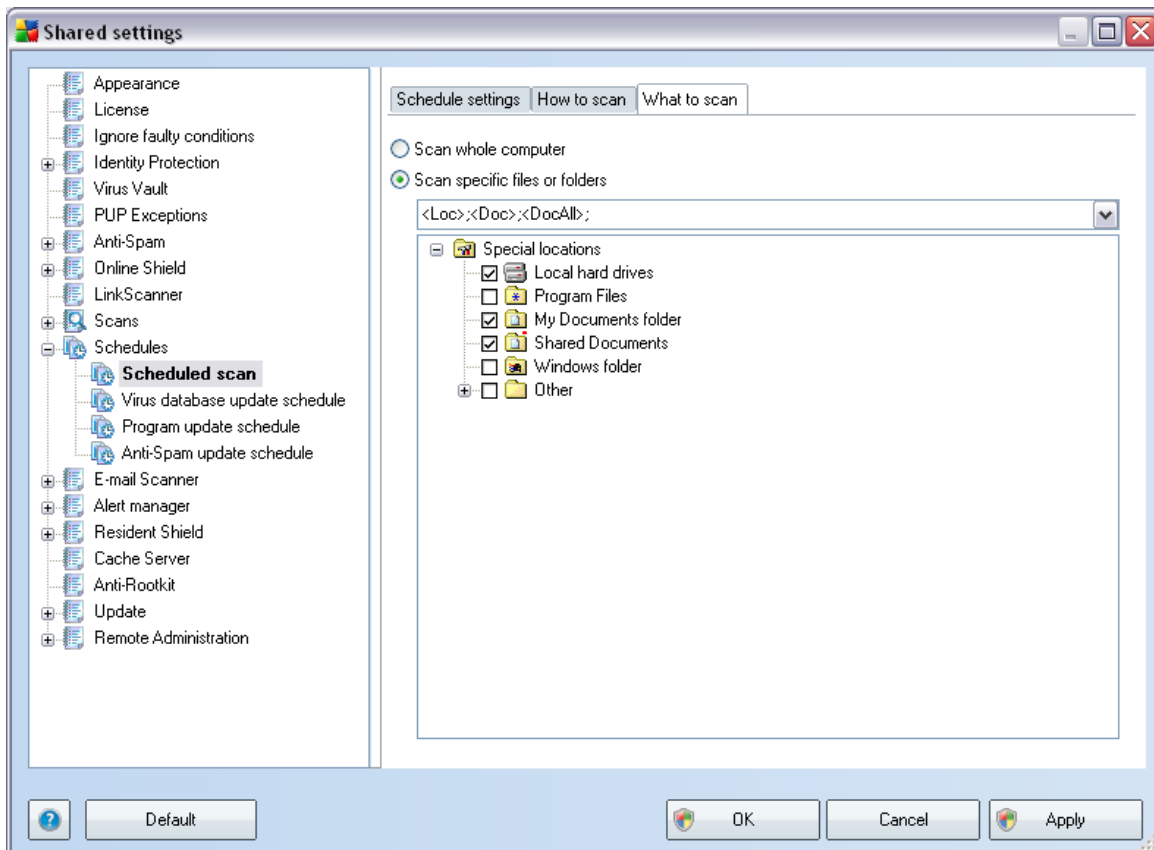 Shared settings
Appearance
License
Ignore faulty conditions
Identity Protection
Virus Vault
PUP Exceptions
Anti-Spam
Online Shield
LinkScanner
Scans
Schedules
Scheduled scan
Virus database update schedule
Program update schedule
Anti-Spam update schedule
E-mail Scanner
Alert manager
Resident Shield
Cache Server
Anti-Rootkit
Update
Remote Administration
Schedule settings How to scan What to scan
Scan whole computer
Scan specific files or folders
<Loc>;<Doc>;<DocAll>;
Special locations
Local hard drives
Program Files
My Documents folder
Shared Documents
Windows folder
Other
? Default OK Cancel Apply